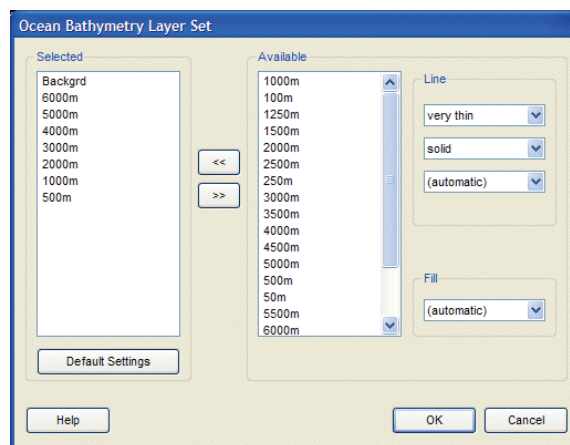 Ocean Bathymetry Layer Set
Selected
Backgrd
6000m
5000m
4000m
3000m
2000m
1000m
500m
Default Settings
<<
>>
Available
1000m
100m
1250m
1500m
2000m
2500m
250m
3000m
3500m
4000m
4500m
5000m
500m
50m
5500m
6000m
Line
very thin
solid
(automatic)
Fill
(automatic)
Help
OK
Cancel